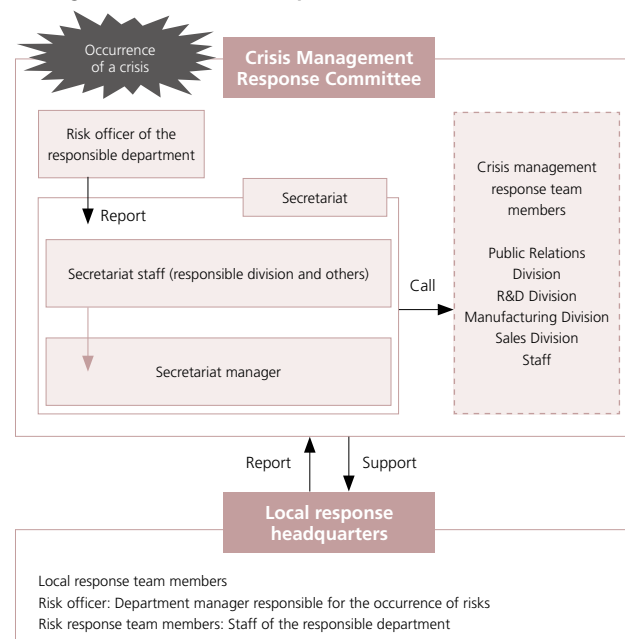 Occurrence
of a crisis
Crisis Management
Response Committee
Risk officer of the
responsible department
Report
Secretariat
Secretariat staff (responsible division and others)
Secretariat manager
Call
Crisis management
response team
members
Public Relations
Division
R&D Division
Manufacturing Division
Sales Division
Staff
Report
Support
Local response
headquarters
Local response team members
Risk officer: Department manager responsible for the occurrence of risks
Risk response team members: Staff of the responsible department